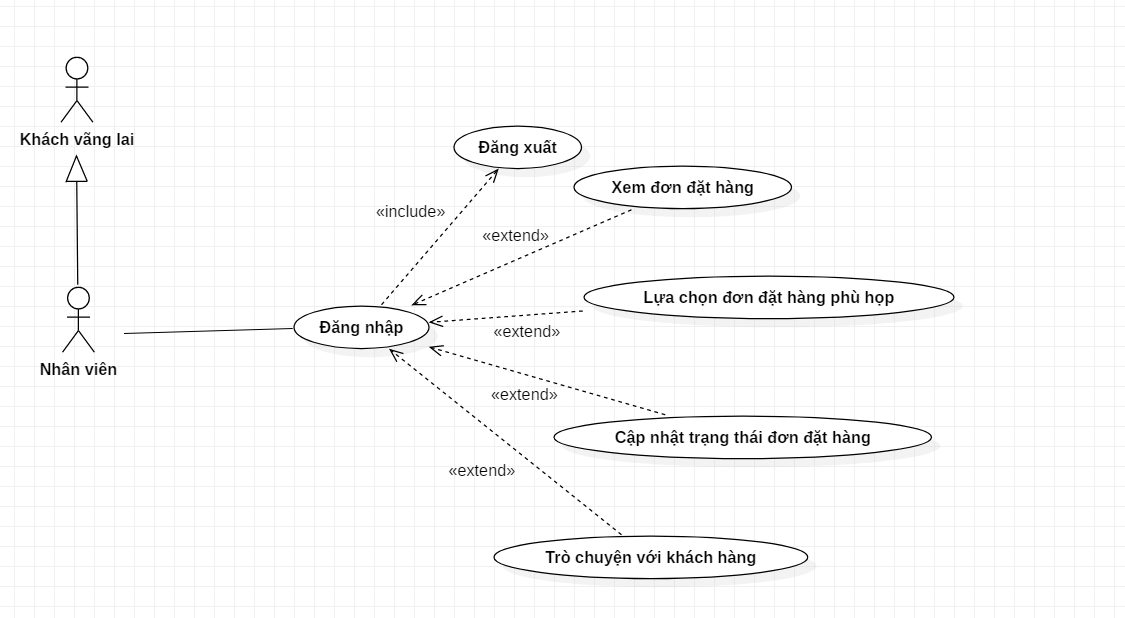 Khách vãng lai
Đăng xuất
Xem đơn đặt hàng
«include»
«extend»
Lựa chọn đơn đặt hàng phù họp
Đăng nhập
«extend»
Nhân viên
«extend»
Cập nhật trạng thái đơn đặt hàng
«extend»
Trò chuyện với khách hàng